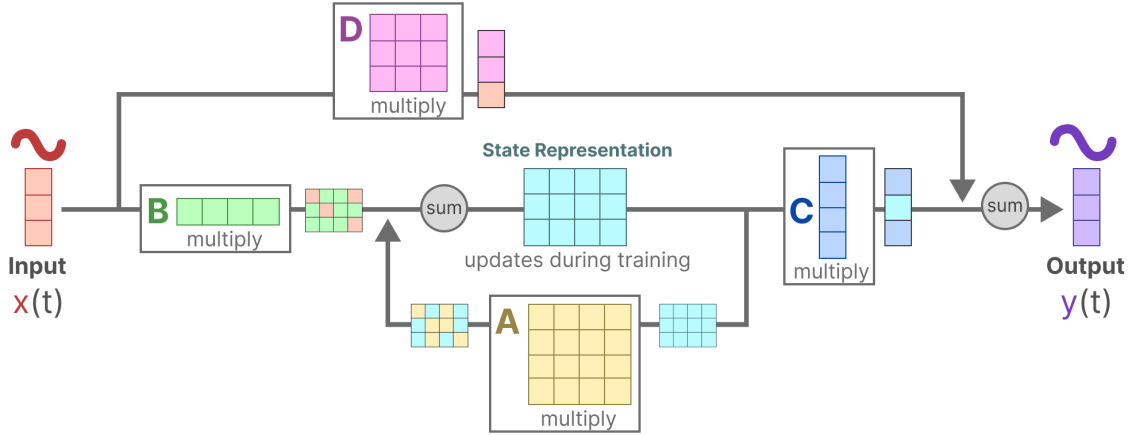 D
multiply
State Representation
B
multiply
sum
C
multiply
sum
updates during training
Input
x(t)
Output
y(t)
A
multiply